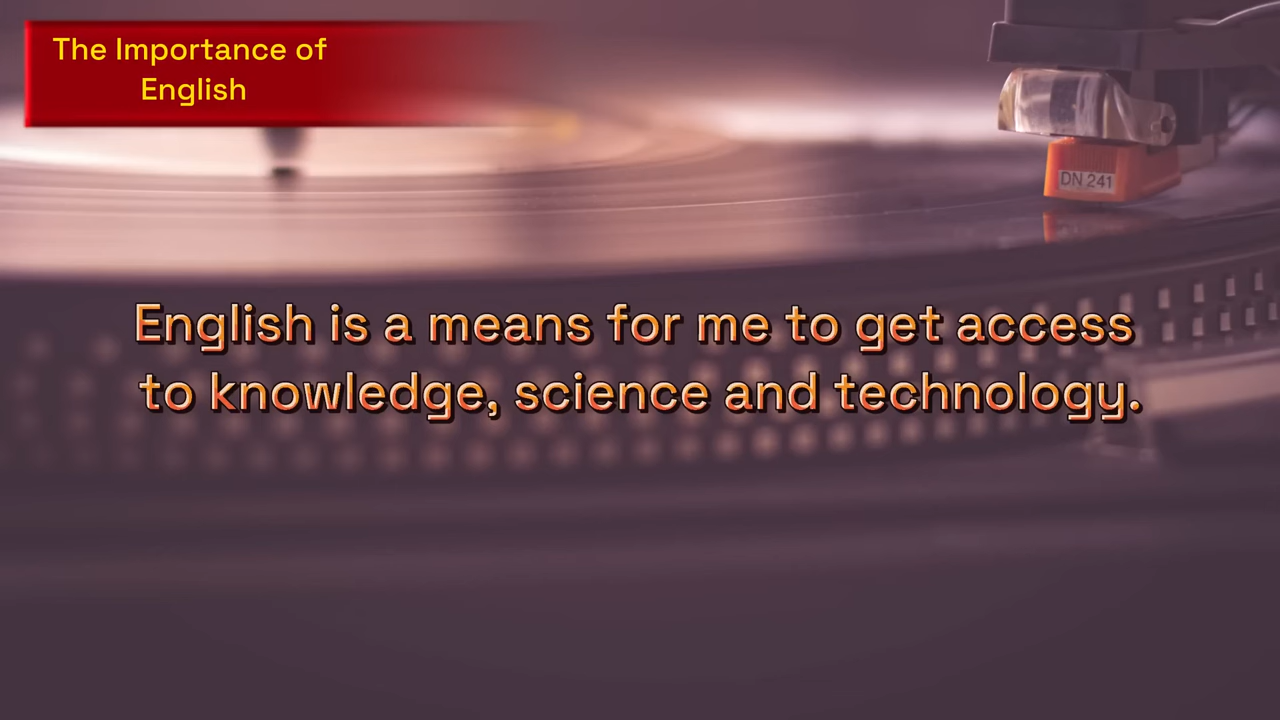 The Importance of
English
DN 241
English is a means for me to get access
to knowledge, science and technology.